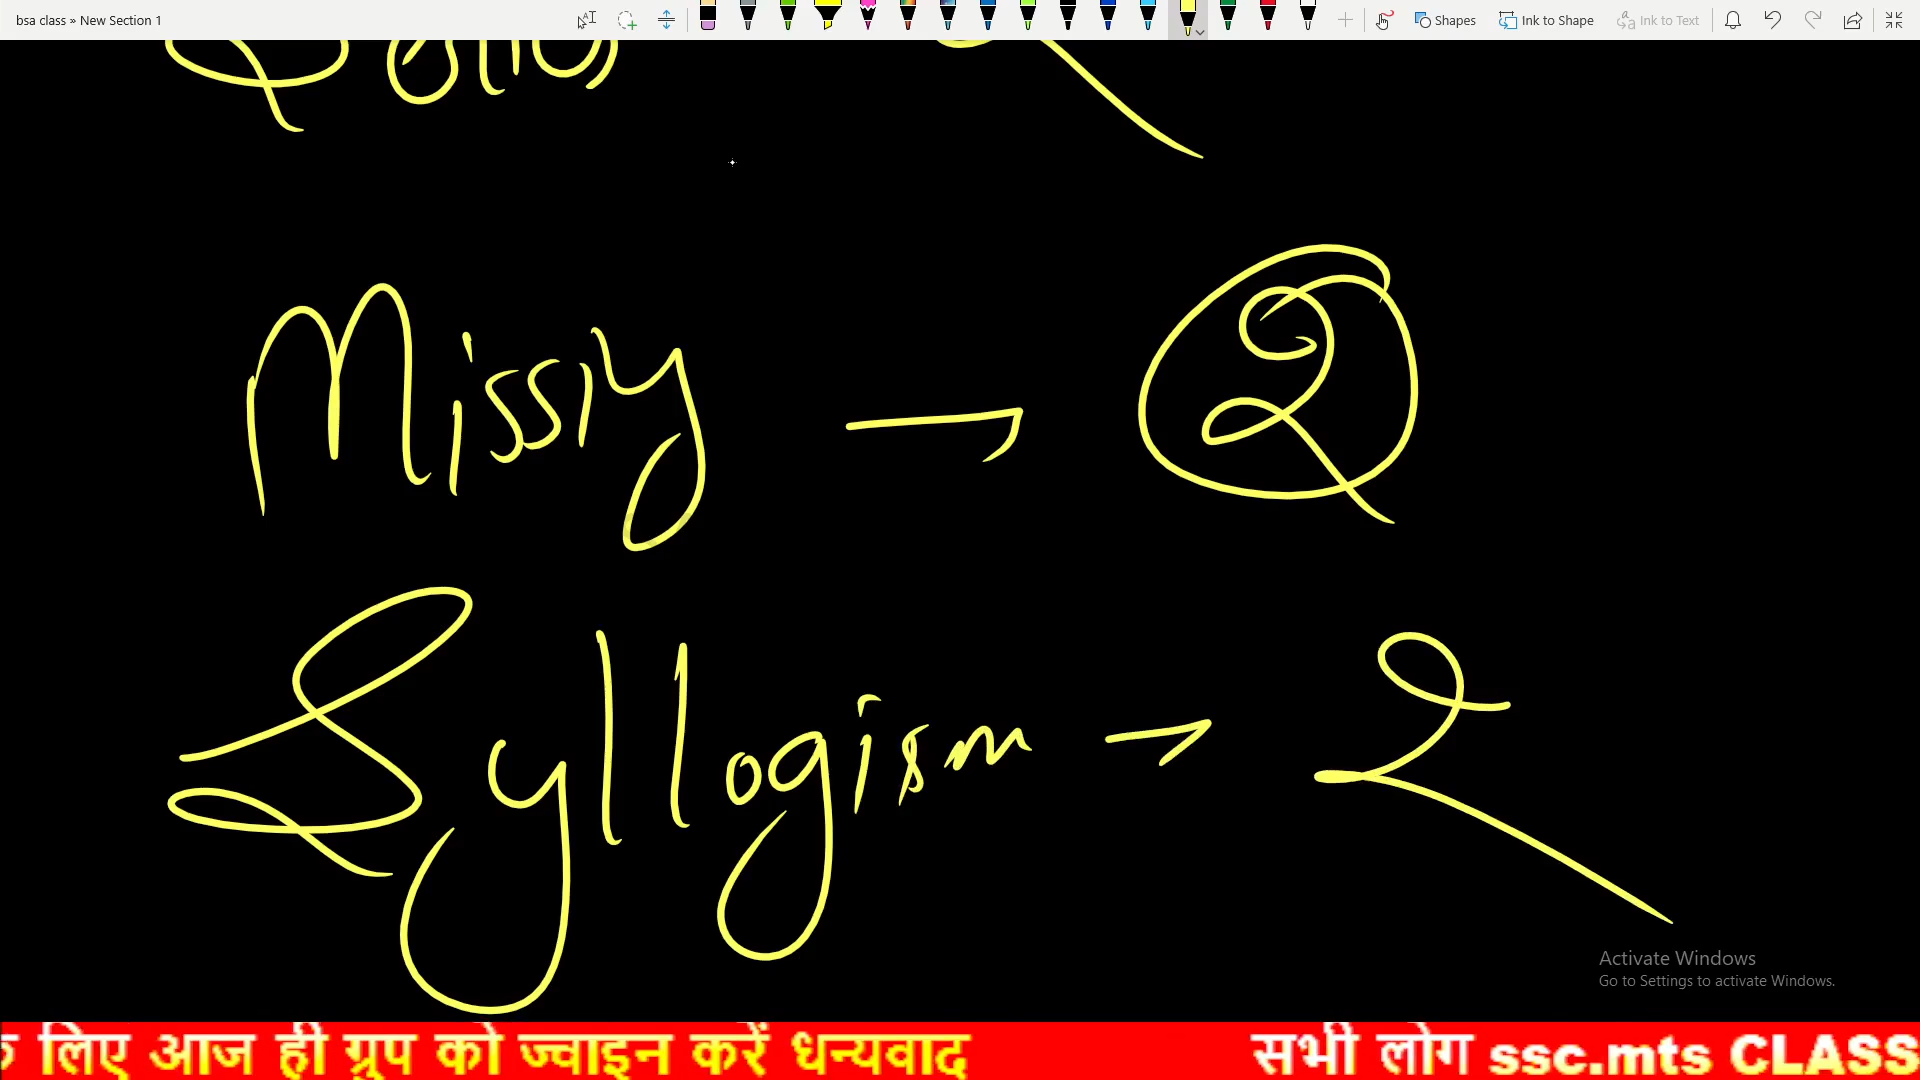 bsa class » New Section 1
Shapes Ink to Shape Ink to Text
Missiy → 2
Syllogism → 2
Activate Windows
Go to Settings to activate Windows.
लिए आज ही ग्रुप को ज्वाइन करें धन्यवाद सभी लोग ssc.mts CLASS